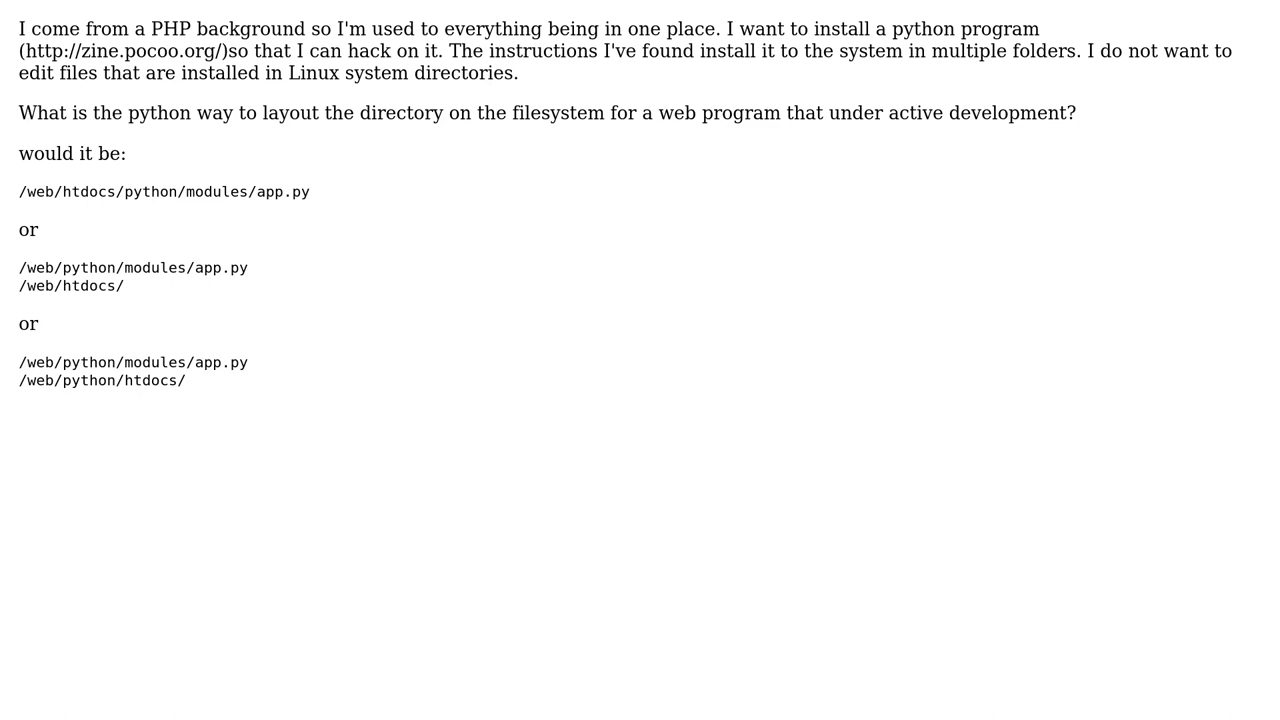 I come from a PHP background so I'm used to everything being in one place. I want to install a python program
(http://zine.pocoo.org/)so that I can hack on it. The instructions I've found install it to the system in multiple folders. I do not want to
edit files that are installed in Linux system directories.
What is the python way to layout the directory on the filesystem for a web program that under active development?
would it be:
/web/htdocs/python/modules/app.py
or
/web/python/modules/app.py
/web/htdocs/
or
/web/python/modules/app.py
/web/python/htdocs/